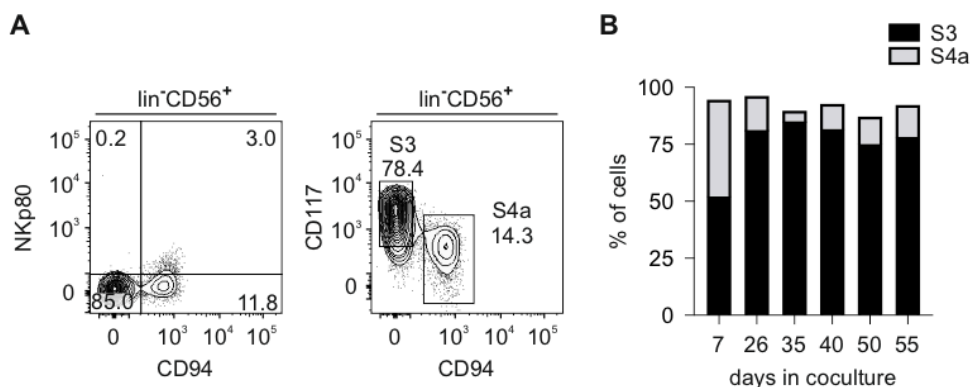 A
lin⁻CD56⁺
0.2
3.0
10⁵
10⁴
10³
0
85.0
11.8
NKp80
0
10³
10⁴
10⁵
CD94
lin⁻CD56⁺
10⁵
10⁴
10³
0
S3
78.4
S4a
14.3
CD117
0
10³
10⁴
10⁵
CD94
B
S3
S4a
100
75
50
25
0
% of cells
7 26 35 40 50 55
days in coculture